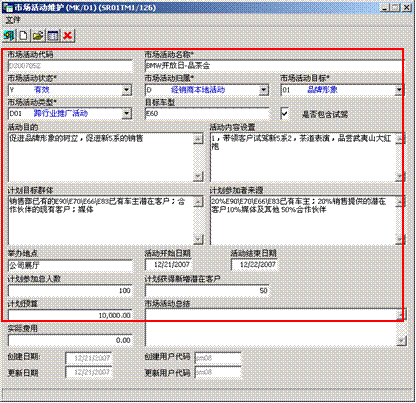 市场活动维护 (MK/D1) (SR01TM1/126)
文件
市场活动代码 市场活动名称*
D2007052 BMW开放日-品茶会
市场活动状态* 市场活动归属* 市场活动目标*
Y 有效 D 经销商本地活动 01 品牌形象
市场活动类型* 目标车型
D01 跨行业推广活动 E60 是否包含试驾
活动目的 活动内容设置
促进品牌形象的树立，促进新5系的销售 1，带领客户试驾新5系2，茶道表演，品尝武夷山大红
袍
计划目标群体 计划参加者来源
销售部已有的E90\E70\E66\E83已有车主潜在客户；合
作伙伴的现有客户；媒体
20%E90\E70\E66\E83已有车主；20%销售提供的潜在
客户10%媒体及其他50%合作伙伴
举办地点 活动开始日期 活动结束日期
公司展厅 12/21/2007 12/22/2007
计划参加总人数 计划获得新增潜在客户
100 50
计划预算 市场活动总结
10,000.00
实际费用
0.00
创建日期: 12/21/2007 创建用户代码 pm08
更新日期 12/21/2007 更新用户代码 pm08